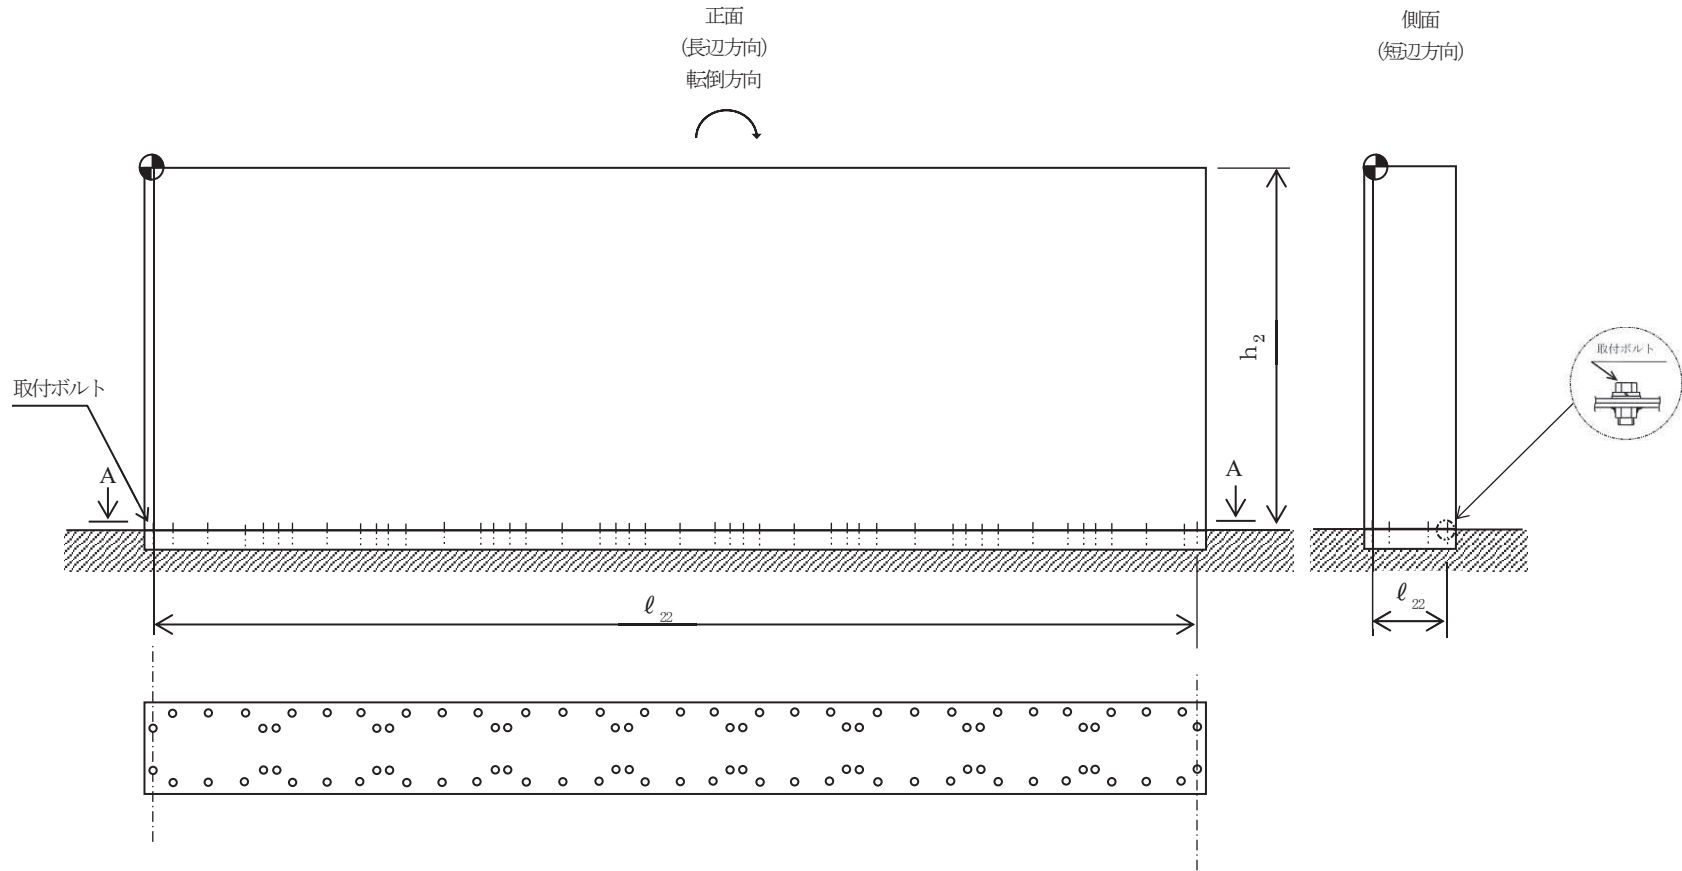 正面
(長辺方向)
転倒方向
側面
(短辺方向)
h₂
取付ボルト
取付ボルト
A
A
ℓ₂₂
ℓ₂₂